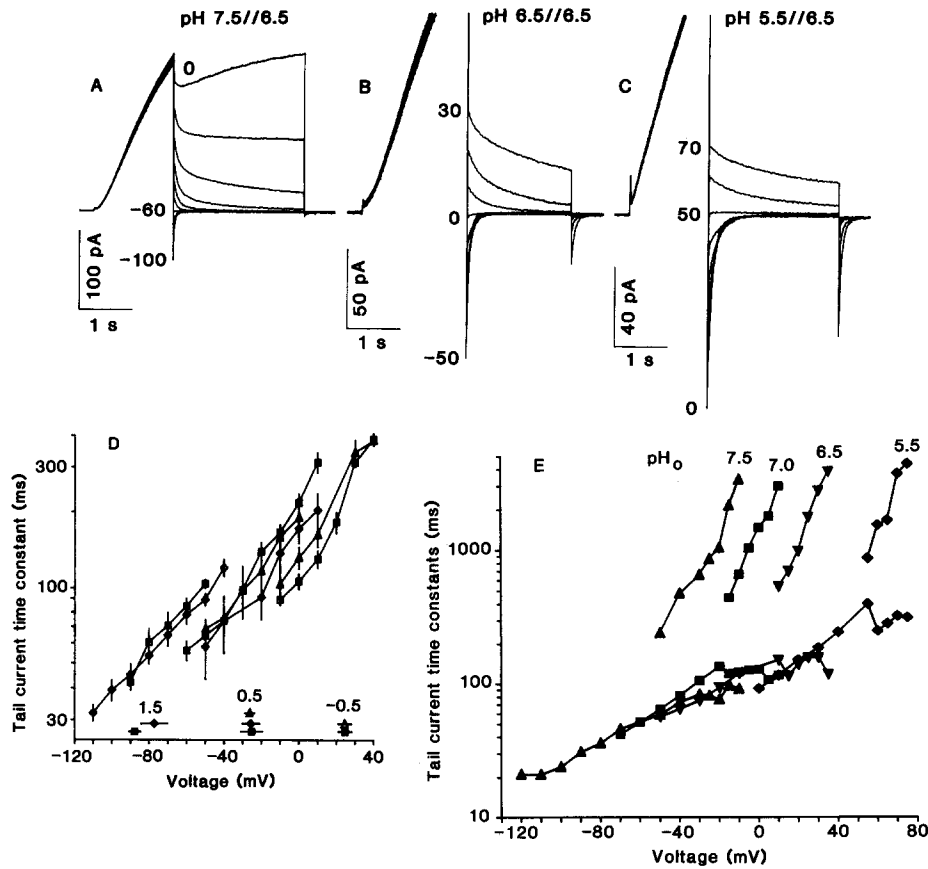 pH 7.5//6.5
pH 6.5//6.5
pH 5.5//6.5
A
0
-60
-100
100 pA
1 s
B
30
0
-50
50 pA
1 s
C
70
50
0
40 pA
1 s
D
Tail current time constant (ms)
300
100
30
1.5
0.5
-0.5
-120
-80
-40
0
40
Voltage (mV)
E
pHo
7.5
7.0
6.5
5.5
Tail current time constants (ms)
1000
100
10
-120
-80
-40
0
40
80
Voltage (mV)